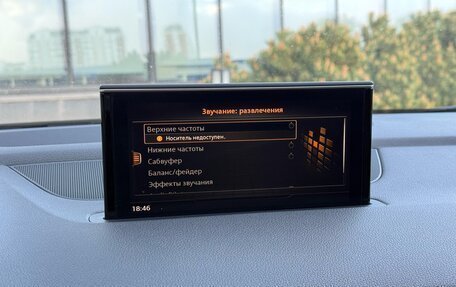 Звучание: развлечения
Верхние частоты
Носитель недоступен.
Нижние частоты
Сабвуфер
Баланс/фейдер
Эффекты звучания
18:46